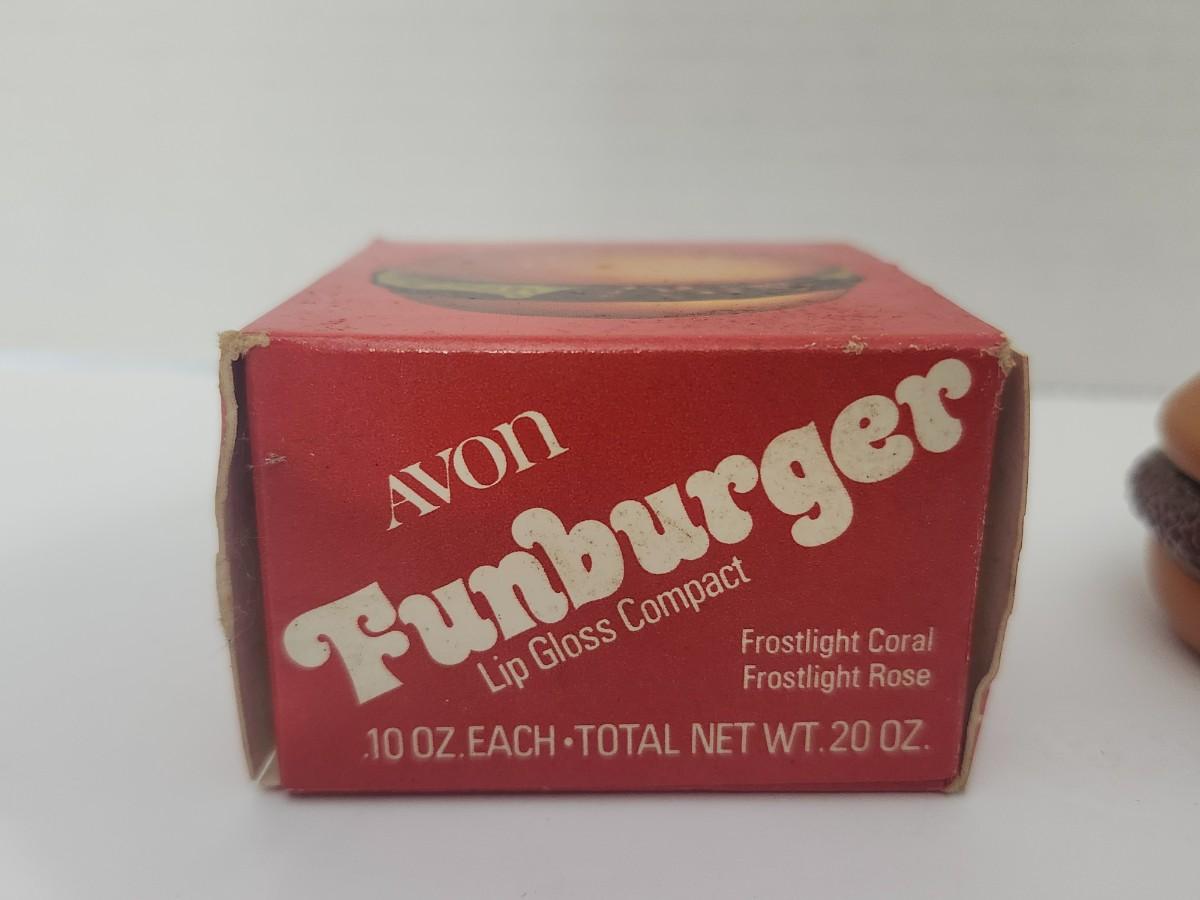 AVON
Funburger
Lip Gloss Compact
Frostlight Coral
Frostlight Rose
.10 OZ. EACH • TOTAL NET WT. 20 OZ.